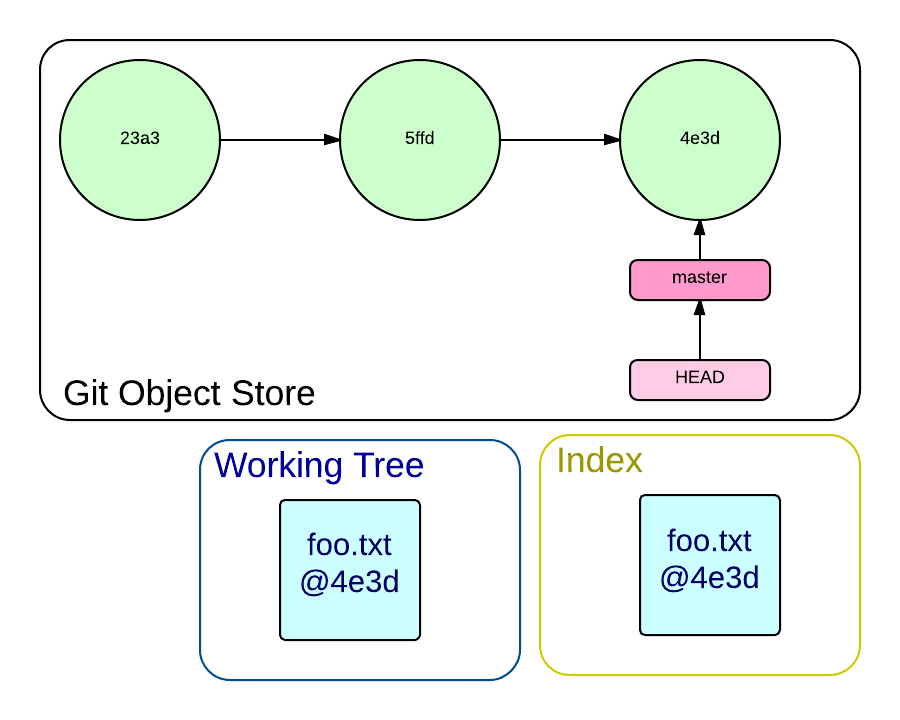 23a3
5ffd
4e3d
master
HEAD
Git Object Store
Working Tree
foo.txt
@4e3d
Index
foo.txt
@4e3d